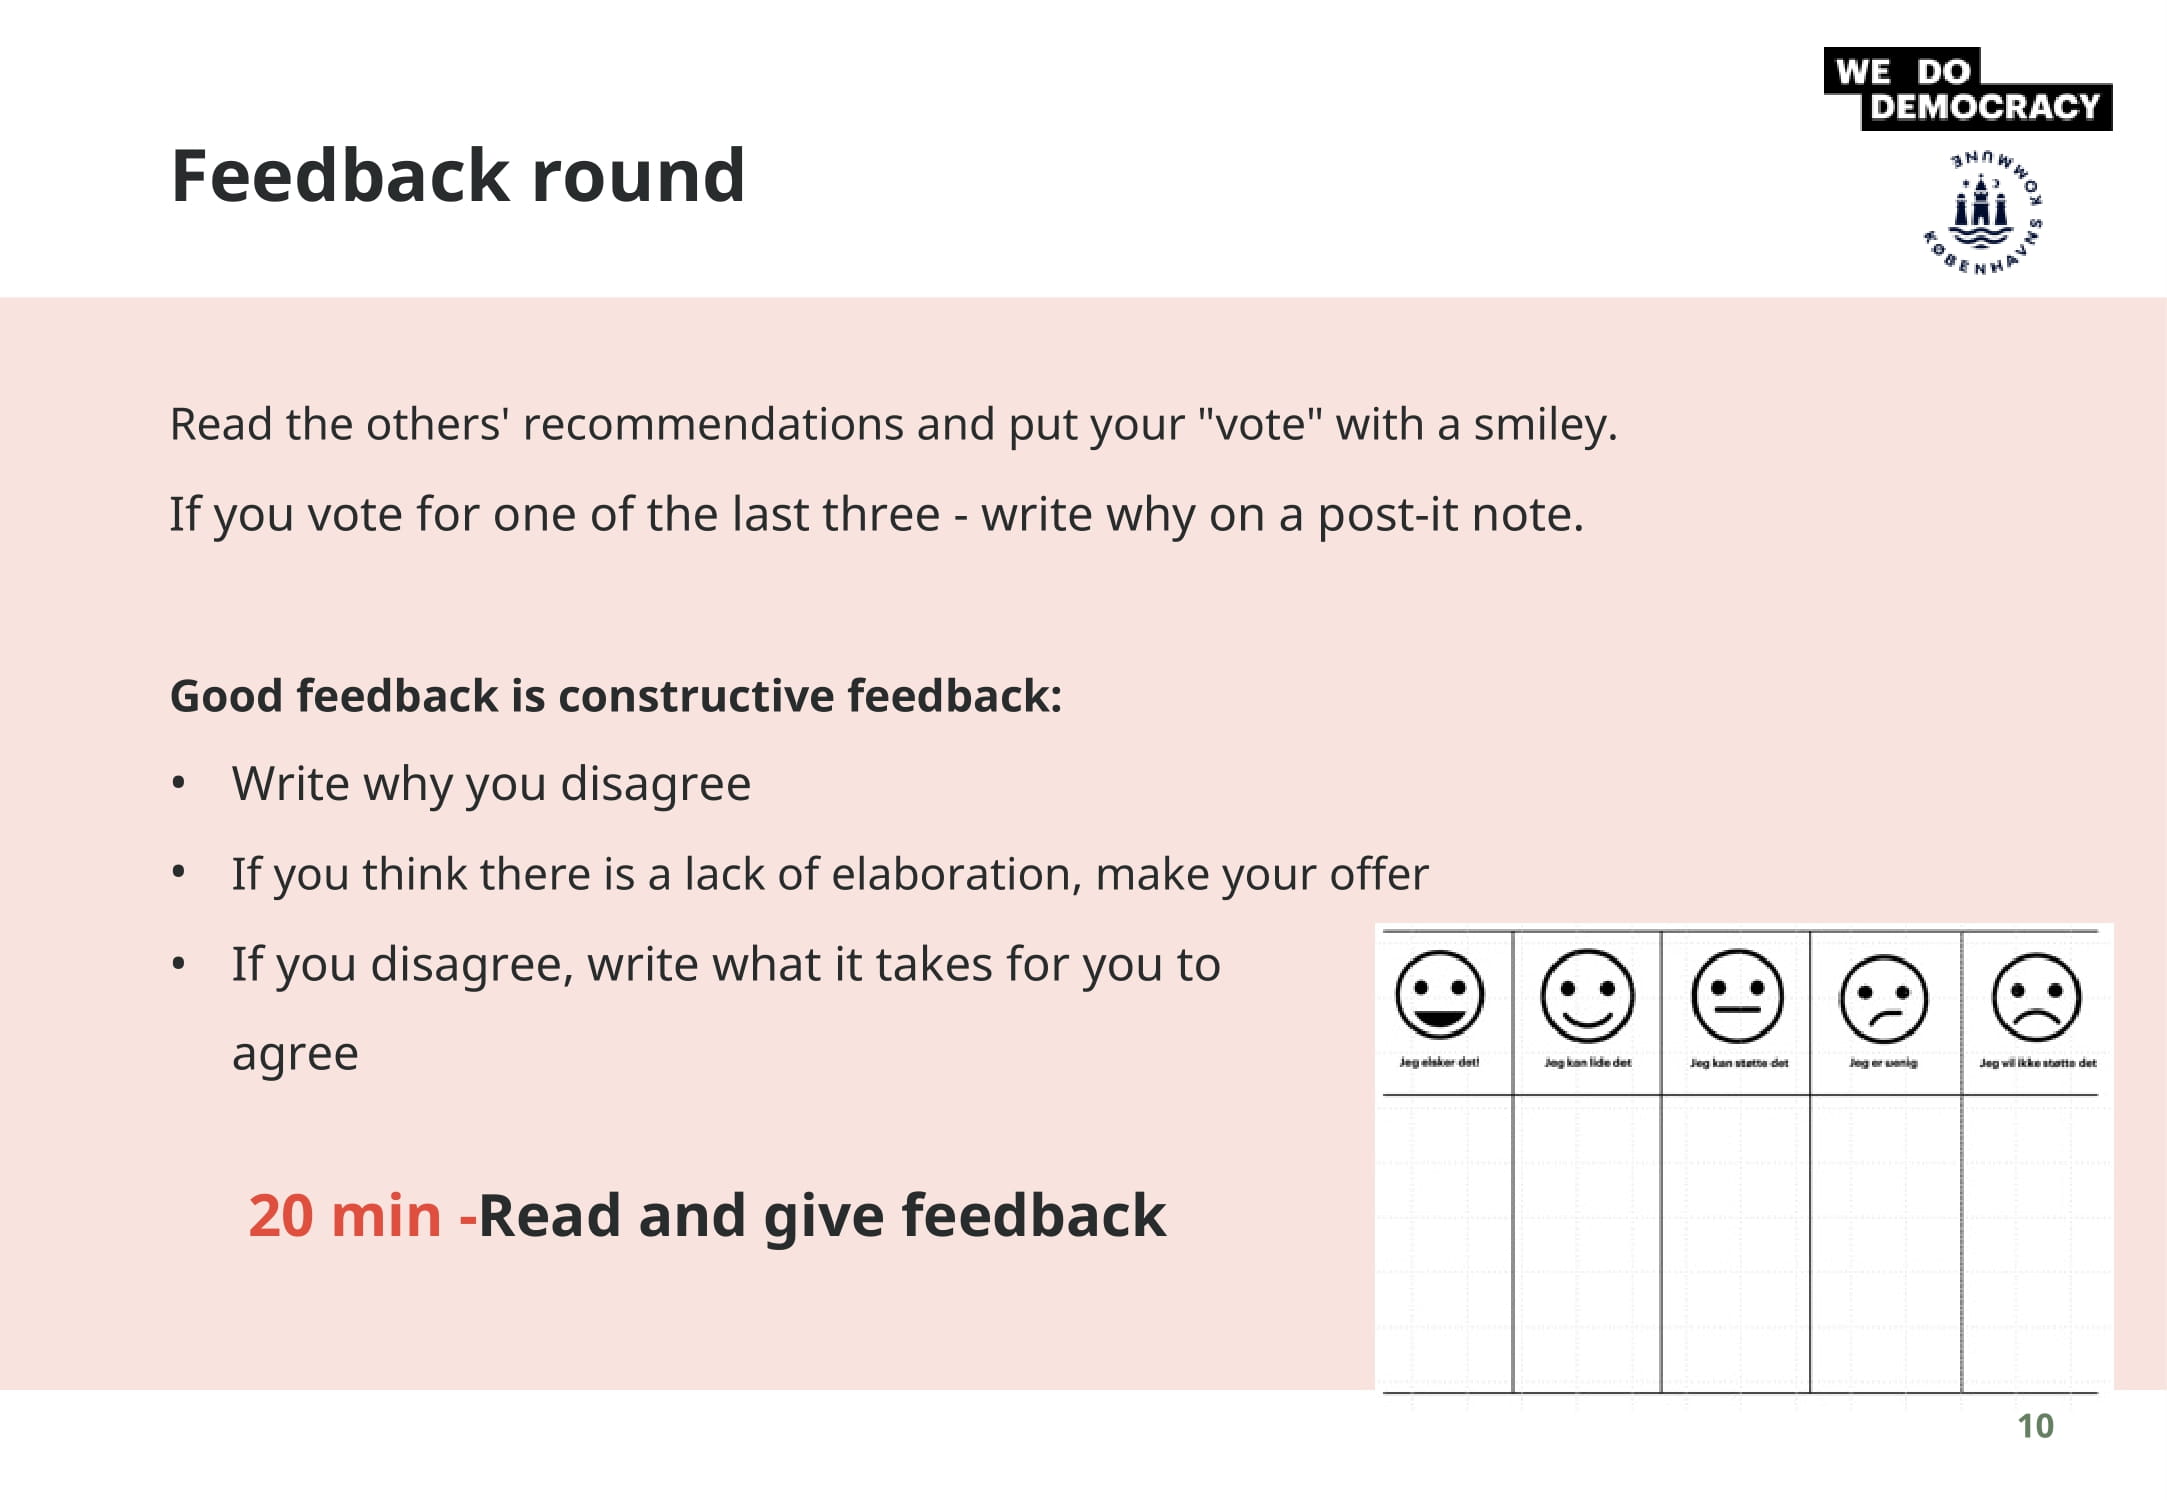 WE DO
DEMOCRACY
KØBENHAVNS KOMMUNE
Feedback round
Read the others' recommendations and put your "vote" with a smiley.
If you vote for one of the last three - write why on a post-it note.
Good feedback is constructive feedback:
• Write why you disagree
• If you think there is a lack of elaboration, make your offer
• If you disagree, write what it takes for you to
agree
Jeg elsker det!
Jeg kan lide det
Jeg kan støtte det
Jeg er uenig
Jeg vil ikke støtte det
20 min -Read and give feedback
10